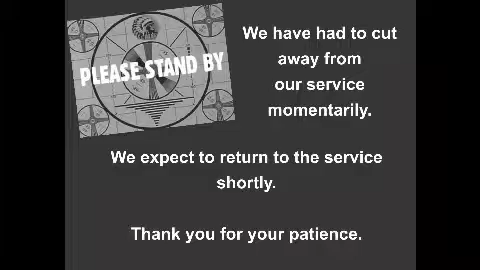 PLEASE STAND BY
We have had to cut
away from
our service
momentarily.
We expect to return to the service
shortly.
Thank you for your patience.